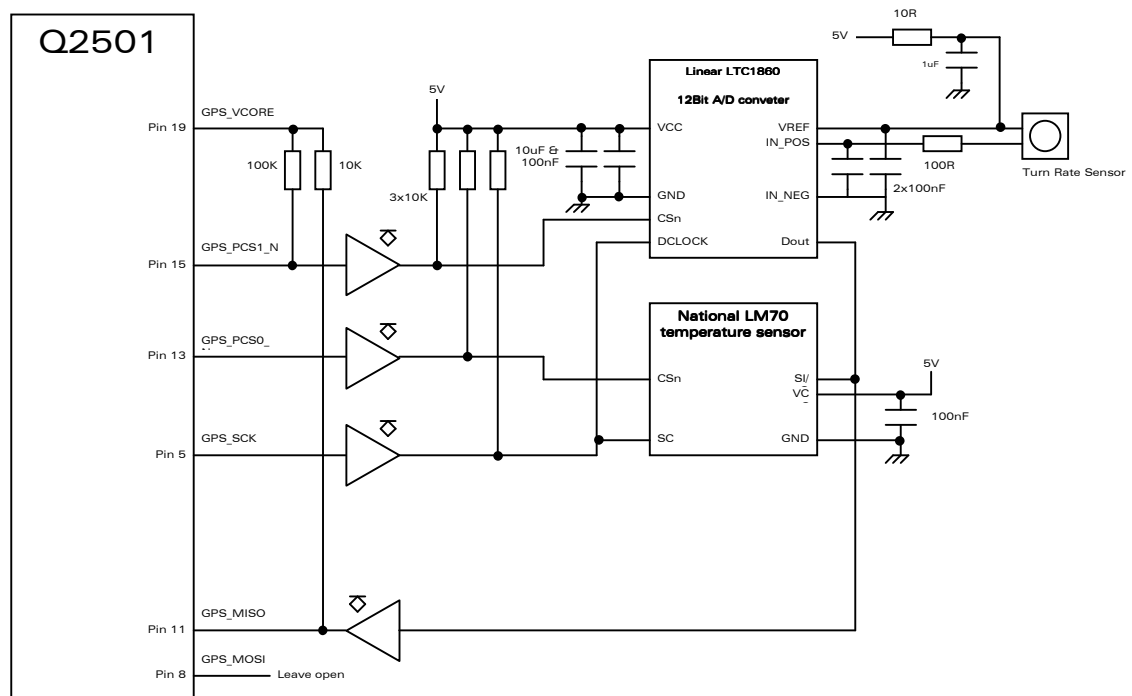 Q2501
10R
5V
1uF
Linear LTC1860
12Bit A/D conveter
5V
GPS_VCORE
Pin 19
VCC
VREF
IN_POS
100K
10K
10uF &
100nF
100R
Turn Rate Sensor
3x10K
2x100nF
GND
IN_NEG
CSn
GPS_PCS1_N
DCLOCK
Dout
Pin 15
National LM70
temperature sensor
GPS_PCS0_
Pin 13
5V
CSn
SI/
VC
100nF
GPS_SCK
SC
GND
Pin 5
GPS_MISO
Pin 11
GPS_MOSI
Pin 8
Leave open